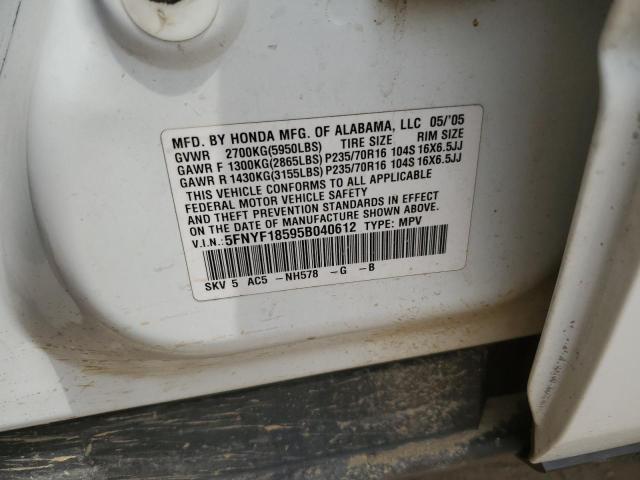 MFD. BY HONDA MFG. OF ALABAMA, LLC 05/'05
GVWR 2700KG(5950LBS) TIRE SIZE RIM SIZE
GAWR F 1300KG(2865LBS) P235/70R16 104S 16X6.5JJ
GAWR R 1430KG(3155LBS) P235/70R16 104S 16X6.5JJ
THIS VEHICLE CONFORMS TO ALL APPLICABLE
FEDERAL MOTOR VEHICLE SAFETY
AND THEFT PREVENTION STANDARDS IN EFFECT
ON THE DATE OF MANUFACTURE SHOWN ABOVE.
V.I.N.:5FNYF18595B040612 TYPE: MPV
SKV 5 AC5 -NH578 -G -B